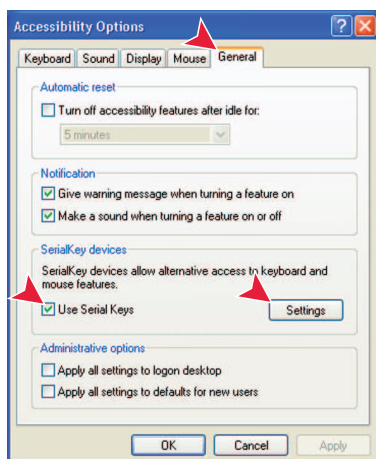 Accessibility Options
Keyboard Sound Display Mouse General
Automatic reset
Turn off accessibility features after idle for:
5 minutes
Notification
Give warning message when turning a feature on
Make a sound when turning a feature on or off
SerialKey devices
SerialKey devices allow alternative access to keyboard and
mouse features.
Use Serial Keys Settings
Administrative options
Apply all settings to logon desktop
Apply all settings to defaults for new users
OK Cancel Apply